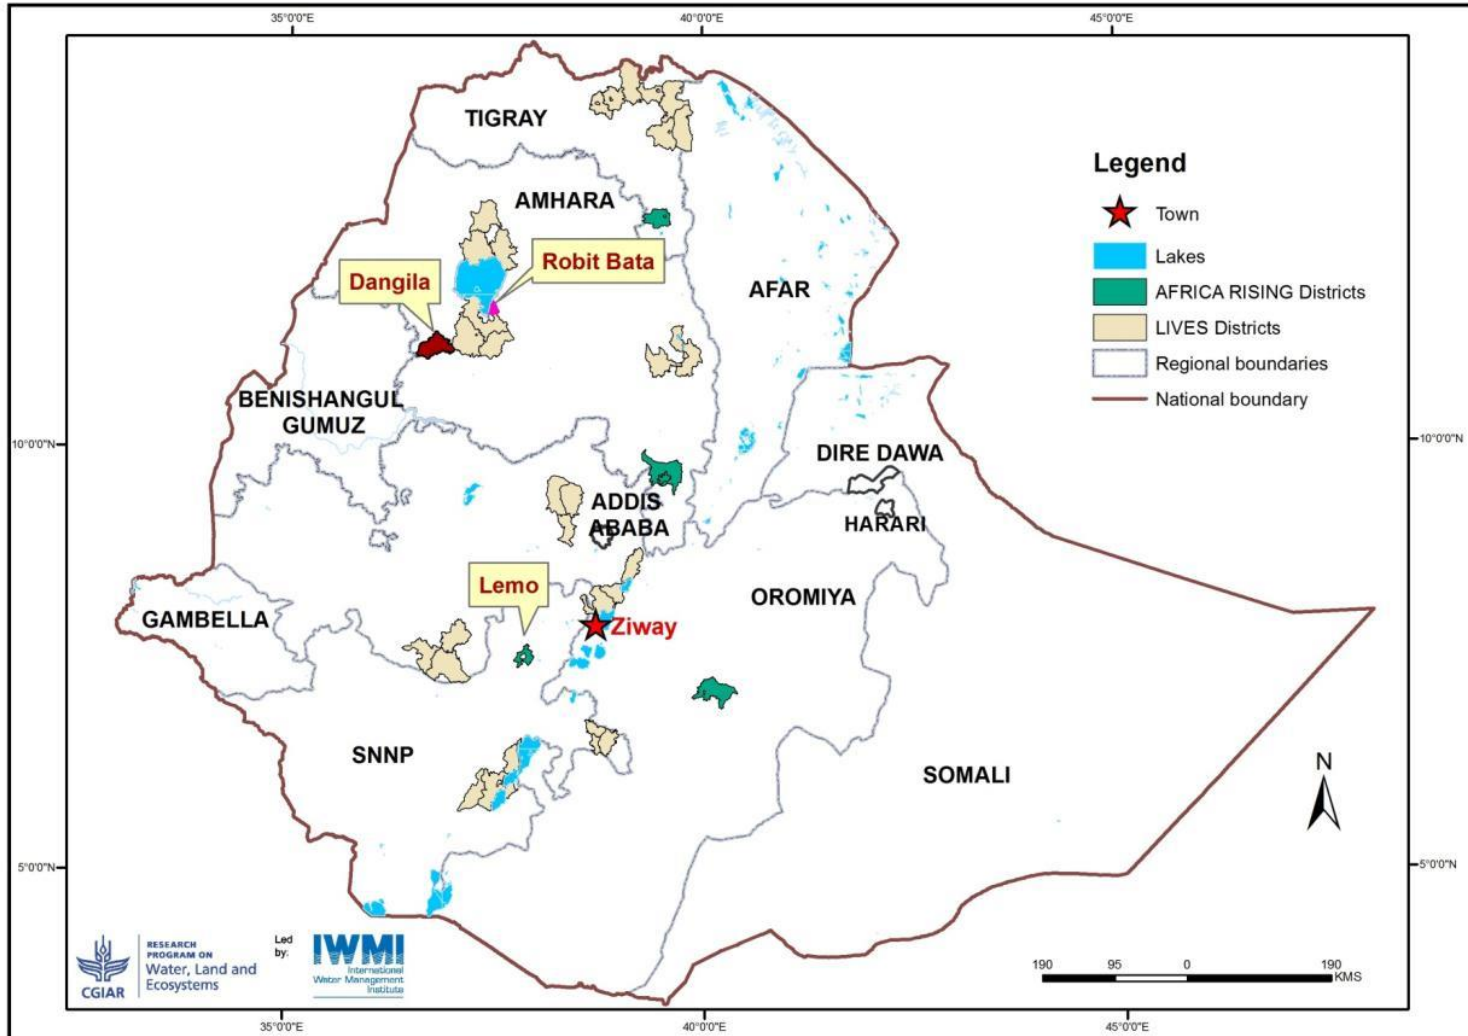 35°0'0"E
40°0'0"E
45°0'0"E
TIGRAY
AMHARA
Robit Bata
Dangila
AFAR
BENISHANGUL
GUMUZ
10°0'0"N
10°0'0"N
DIRE DAWA
ADDIS
ABABA
HARARI
Lemo
GAMBELLA
OROMIYA
Ziway
SNNP
SOMALI
5°0'0"N
5°0'0"N
Legend
Town
Lakes
AFRICA RISING Districts
LIVES Districts
Regional boundaries
National boundary
N
190 95 0 190
KMS
CGIAR
RESEARCH
PROGRAM ON
Water, Land and
Ecosystems
Led
by:
IWMI
International
Water Management
Institute
35°0'0"E
40°0'0"E
45°0'0"E